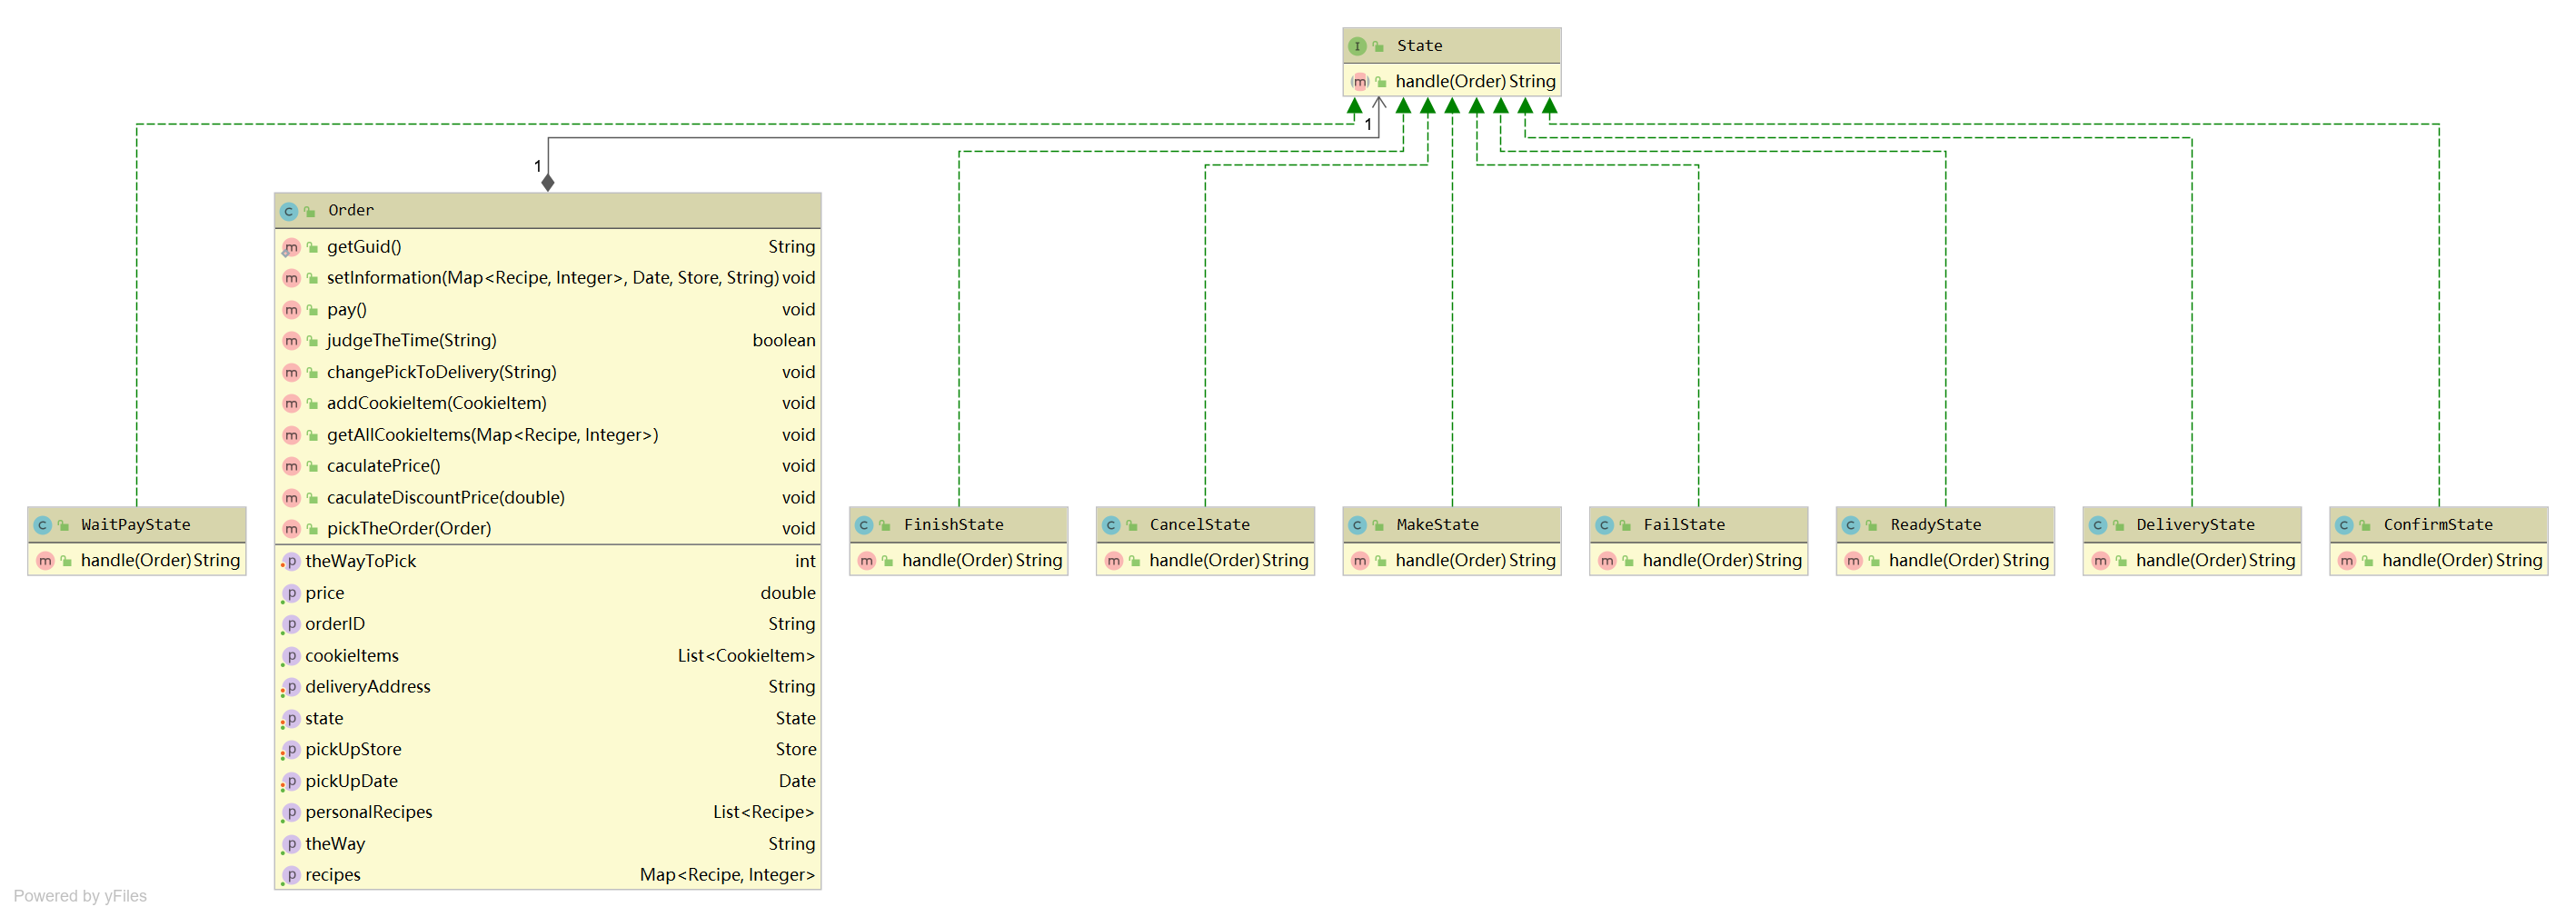 I State
m handle(Order) String
1
1
C Order
m getGuid() String
m setInformation(Map<Recipe, Integer>, Date, Store, String) void
m pay() void
m judgeTheTime(String) boolean
m changePickToDelivery(String) void
m addCookieItem(CookieItem) void
m getAllCookieItems(Map<Recipe, Integer>) void
m caculatePrice() void
m caculateDiscountPrice(double) void
m pickTheOrder(Order) void
p theWayToPick int
p price double
p orderID String
p cookieItems List<CookieItem>
p deliveryAddress String
p state State
p pickUpStore Store
p pickUpDate Date
p personalRecipes List<Recipe>
p theWay String
p recipes Map<Recipe, Integer>
C WaitPayState
m handle(Order) String
C FinishState
m handle(Order) String
C CancelState
m handle(Order) String
C MakeState
m handle(Order) String
C FailState
m handle(Order) String
C ReadyState
m handle(Order) String
C DeliveryState
m handle(Order) String
C ConfirmState
m handle(Order) String
Powered by yFiles